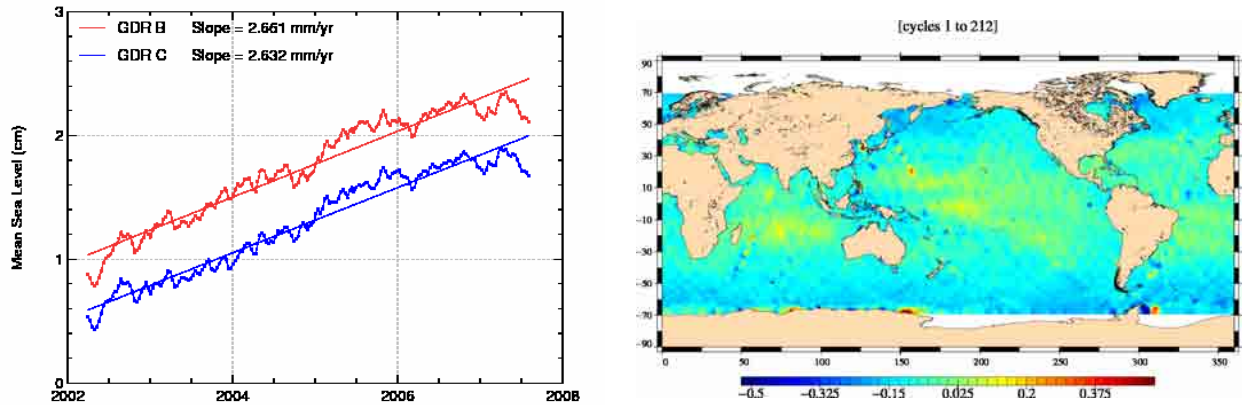 3
GDR B Slope = 2.661 mm/yr
GDR C Slope = 2.632 mm/yr
2
1
0
Mean Sea Level (cm)
2002 2004 2006 2008
[cycles 1 to 212]
90
70
50
30
10
−10
−30
−50
−70
−90
0 50 100 150 200 250 300 350
−0.5 −0.325 −0.15 0.025 0.2 0.375